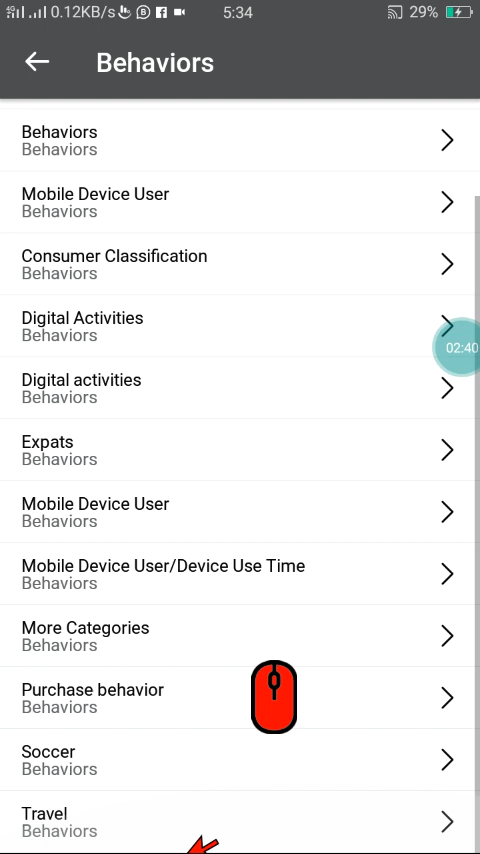 4G 0.12KB/s 5:34 29%
Behaviors
Behaviors
Behaviors
Mobile Device User
Behaviors
Consumer Classification
Behaviors
Digital Activities
Behaviors
02:40
Digital activities
Behaviors
Expats
Behaviors
Mobile Device User
Behaviors
Mobile Device User/Device Use Time
Behaviors
More Categories
Behaviors
Purchase behavior
Behaviors
Soccer
Behaviors
Travel
Behaviors